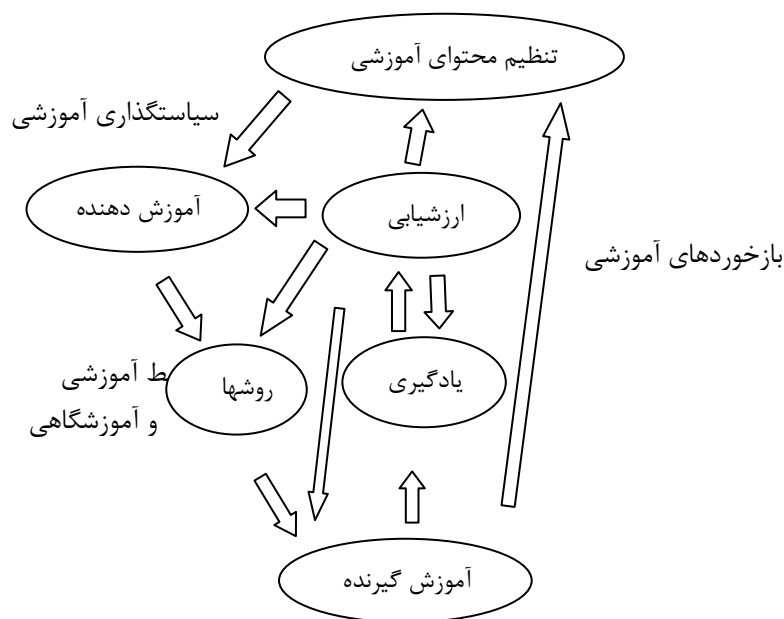 تنظیم محتوای آموزشی
سیاستگذاری آموزشی
آموزش دهنده
ارزشیابی
بازخوردهای آموزشی
ط آموزشی
و آموزشگاهی
روشها
یادگیری
آموزش گیرنده